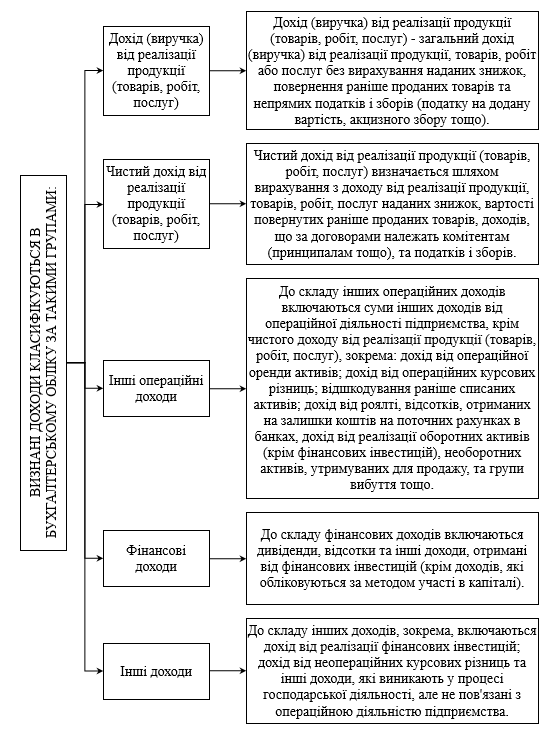 ВИЗНАНІ ДОХОДИ КЛАСИФІКУЮТЬСЯ В
БУХГАЛТЕРСЬКОМУ ОБЛІКУ ЗА ТАКИМИ ГРУПАМИ:
Дохід (виручка)
від реалізації
продукції
(товарів, робіт,
послуг)
Дохід (виручка) від реалізації продукції
(товарів, робіт, послуг) - загальний дохід
(виручка) від реалізації продукції, товарів, робіт
або послуг без вирахування наданих знижок,
повернення раніше проданих товарів та
непрямих податків і зборів (податку на додану
вартість, акцизного збору тощо).
Чистий дохід від
реалізації
продукції
(товарів, робіт,
послуг)
Чистий дохід від реалізації продукції (товарів,
робіт, послуг) визначається шляхом
вирахування з доходу від реалізації продукції,
товарів, робіт, послуг наданих знижок, вартості
повернутих раніше проданих товарів, доходів,
що за договорами належать комітентам
(принципалам тощо), та податків і зборів.
Інші операційні
доходи
До складу інших операційних доходів
включаються суми інших доходів від
операційної діяльності підприємства, крім
чистого доходу від реалізації продукції (товарів,
робіт, послуг), зокрема: дохід від операційної
оренди активів; дохід від операційних курсових
різниць; відшкодування раніше списаних
активів; дохід від роялті, відсотків, отриманих
на залишки коштів на поточних рахунках в
банках, дохід від реалізації оборотних активів
(крім фінансових інвестицій), необоротних
активів, утримуваних для продажу, та групи
вибуття тощо.
Фінансові
доходи
До складу фінансових доходів включаються
дивіденди, відсотки та інші доходи, отримані
від фінансових інвестицій (крім доходів, які
обліковуються за методом участі в капіталі).
Інші доходи
До складу інших доходів, зокрема, включаються
дохід від реалізації фінансових інвестицій;
дохід від неопераційних курсових різниць та
інші доходи, які виникають у процесі
господарської діяльності, але не пов'язані з
операційною діяльністю підприємства.